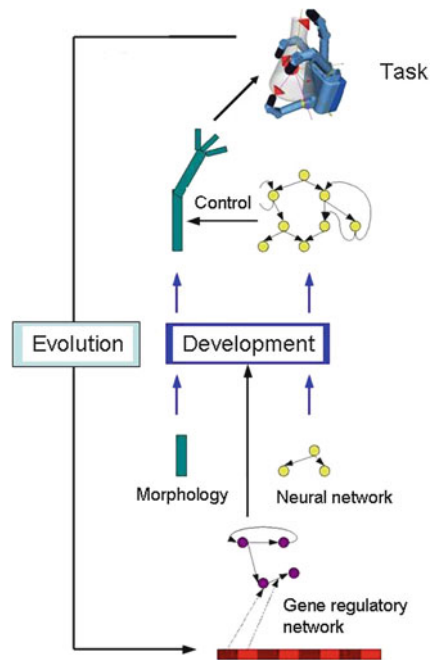 Task
Control
Evolution
Development
Morphology
Neural network
Gene regulatory
network